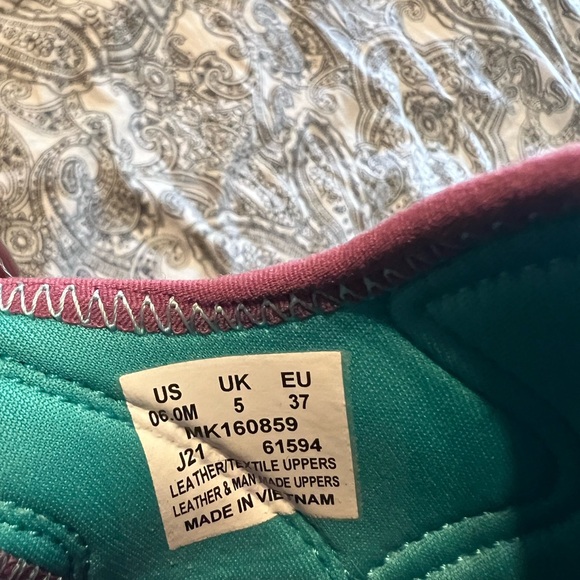 US UK EU
06.0M 5 37
MK160859
J21 61594
LEATHER/TEXTILE UPPERS
LEATHER & MAN MADE UPPERS
MADE IN VIETNAM